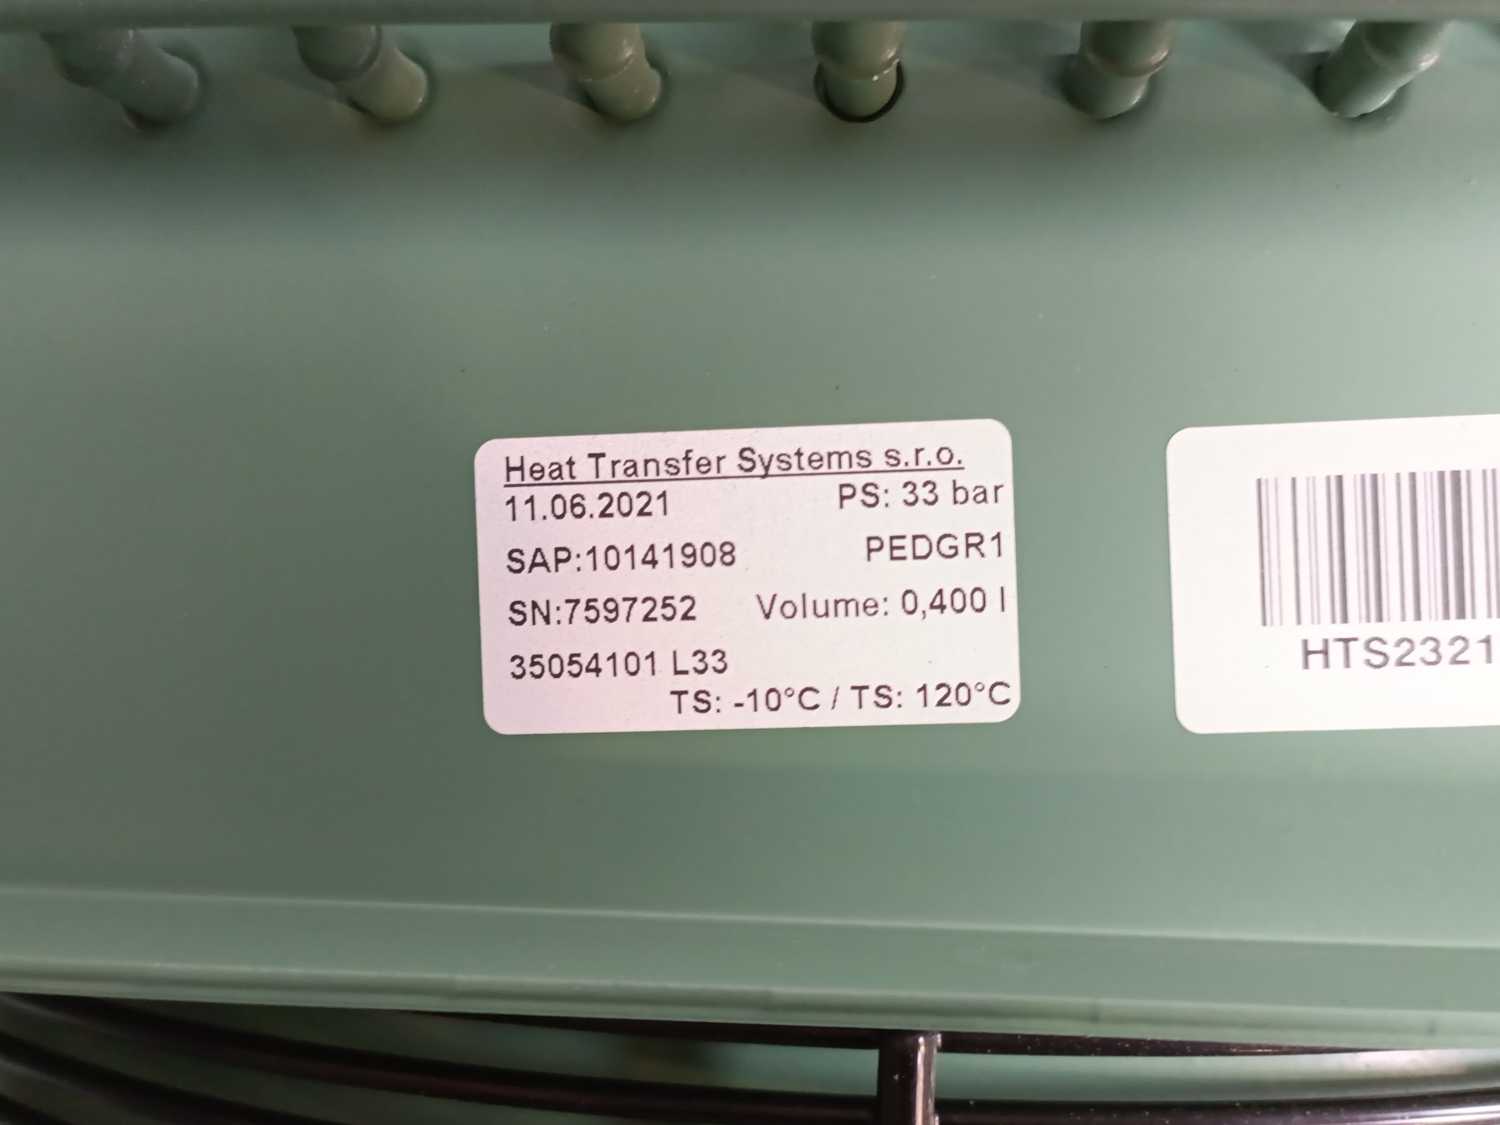 Heat Transfer Systems s.r.o.
11.06.2021 PS: 33 bar
SAP:10141908 PEDGR1
SN:7597252 Volume: 0,400 l
35054101 L33
TS: -10°C / TS: 120°C
HTS2321